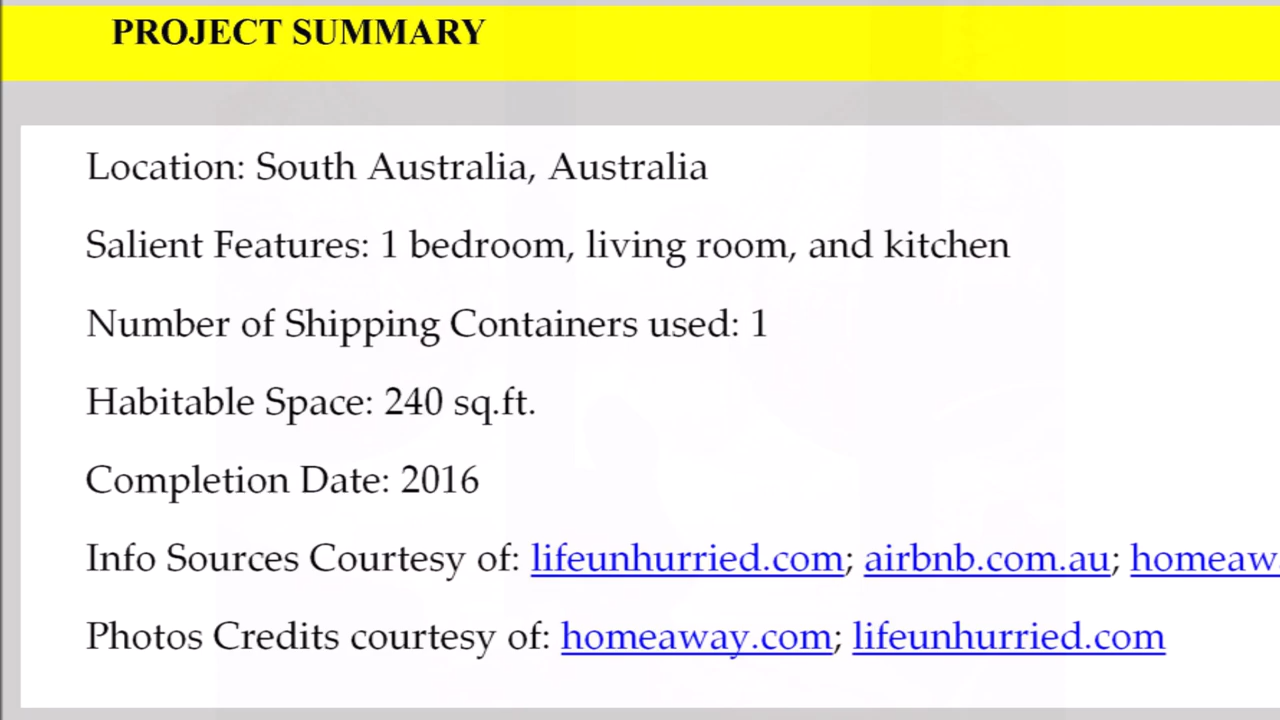 PROJECT SUMMARY
Location: South Australia, Australia
Salient Features: 1 bedroom, living room, and kitchen
Number of Shipping Containers used: 1
Habitable Space: 240 sq.ft.
Completion Date: 2016
Info Sources Courtesy of: lifeunhurried.com; airbnb.com.au;
Photos Credits courtesy of: homeaway.com; lifeunhurried.com